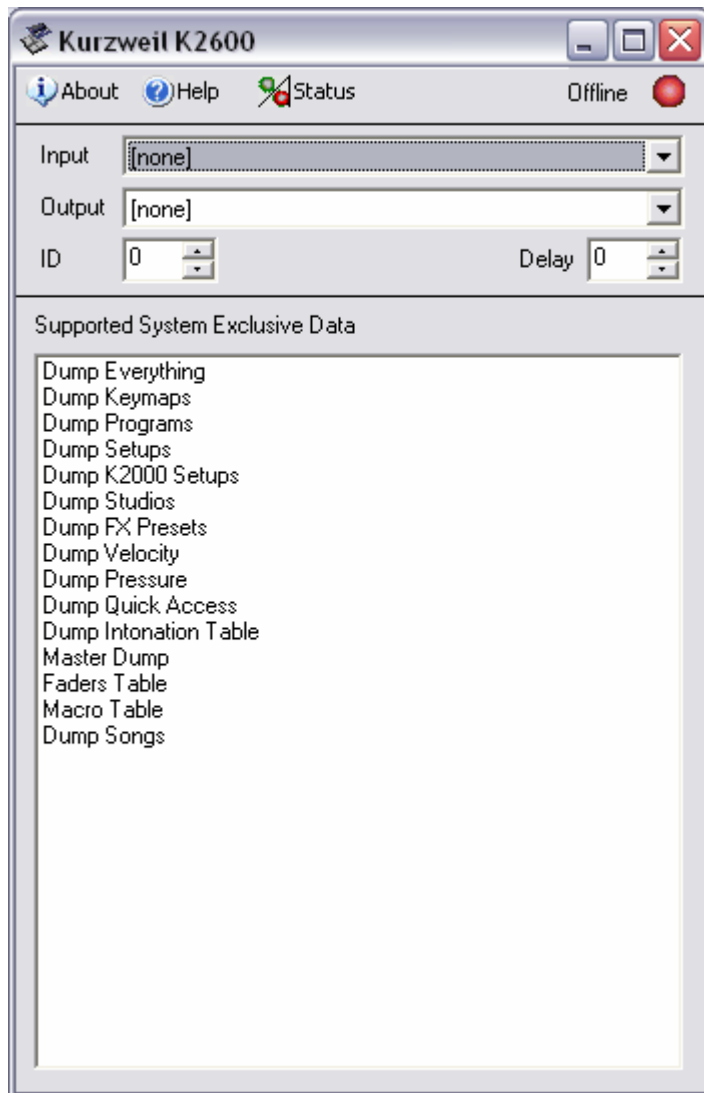 Kurzweil K2600
About Help Status Offline
Input [none]
Output [none]
ID 0 Delay 0
Supported System Exclusive Data
Dump Everything
Dump Keymaps
Dump Programs
Dump Setups
Dump K2000 Setups
Dump Studios
Dump FX Presets
Dump Velocity
Dump Pressure
Dump Quick Access
Dump Intonation Table
Master Dump
Faders Table
Macro Table
Dump Songs